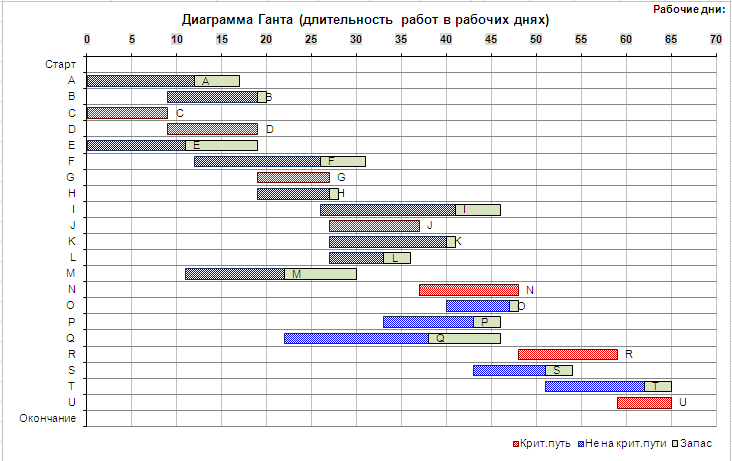 Рабочие дни:
Диаграмма Ганта (длительность работ в рабочих днях)
0 5 10 15 20 25 30 35 40 45 50 55 60 65 70
Старт
A A
B B
C C
D D
E E
F F
G G
H H
I I
J J
K K
L L
M M
N N
O O
P P
Q Q
R R
S S
T T
U U
Окончание
Крит.путь Не на крит.пути Запас